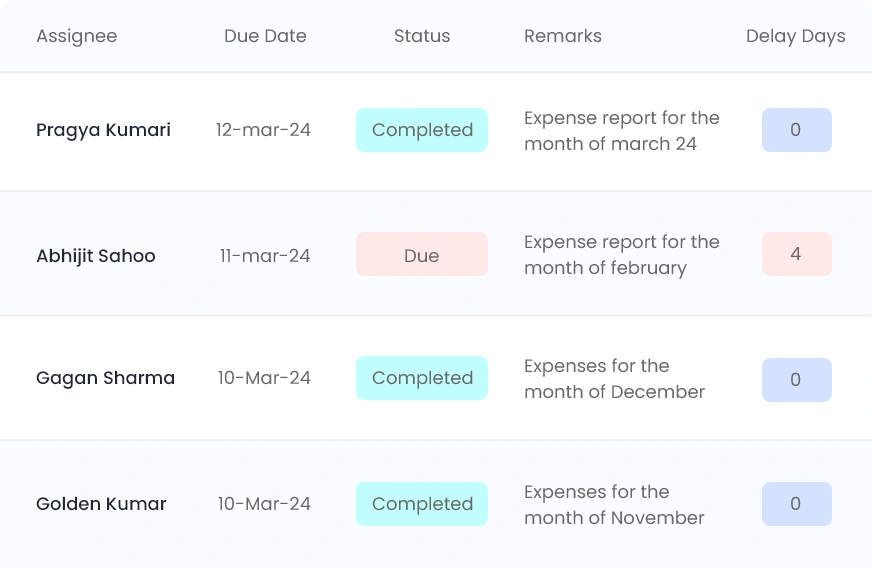 Assignee Due Date Status Remarks Delay Days
Pragya Kumari 12-mar-24 Completed Expense report for the month of march 24 0
Abhijit Sahoo 11-mar-24 Due Expense report for the month of february 4
Gagan Sharma 10-Mar-24 Completed Expenses for the month of December 0
Golden Kumar 10-Mar-24 Completed Expenses for the month of November 0